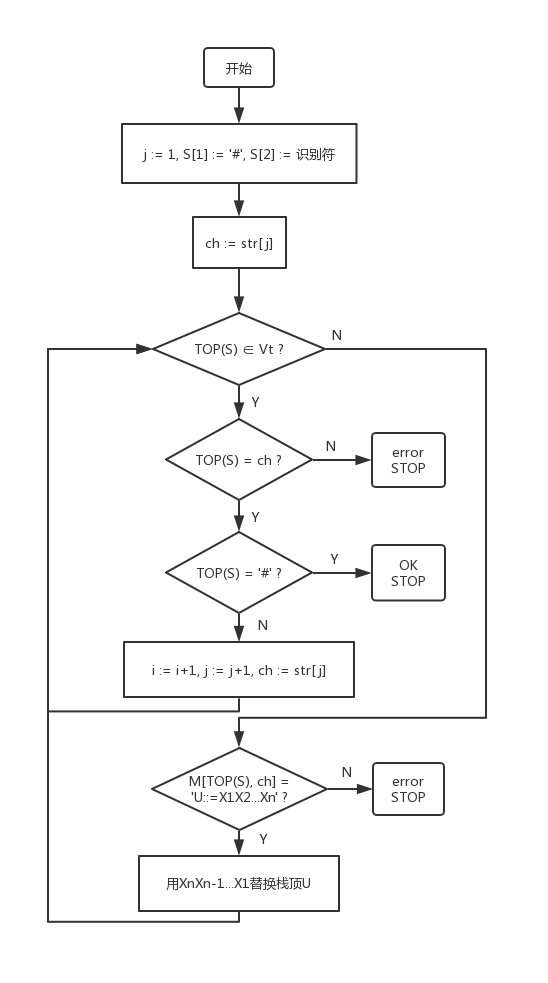 开始
j := 1, S[1] := '#', S[2] := 识别符
ch := str[j]
TOP(S) ∈ Vt ?
N
Y
TOP(S) = ch ?
N
error
STOP
Y
TOP(S) = '#' ?
Y
OK
STOP
N
i := i+1, j := j+1, ch := str[j]
M[TOP(S), ch] =
'U::=X1X2...Xn' ?
N
error
STOP
Y
用XnXn-1...X1替换栈顶U